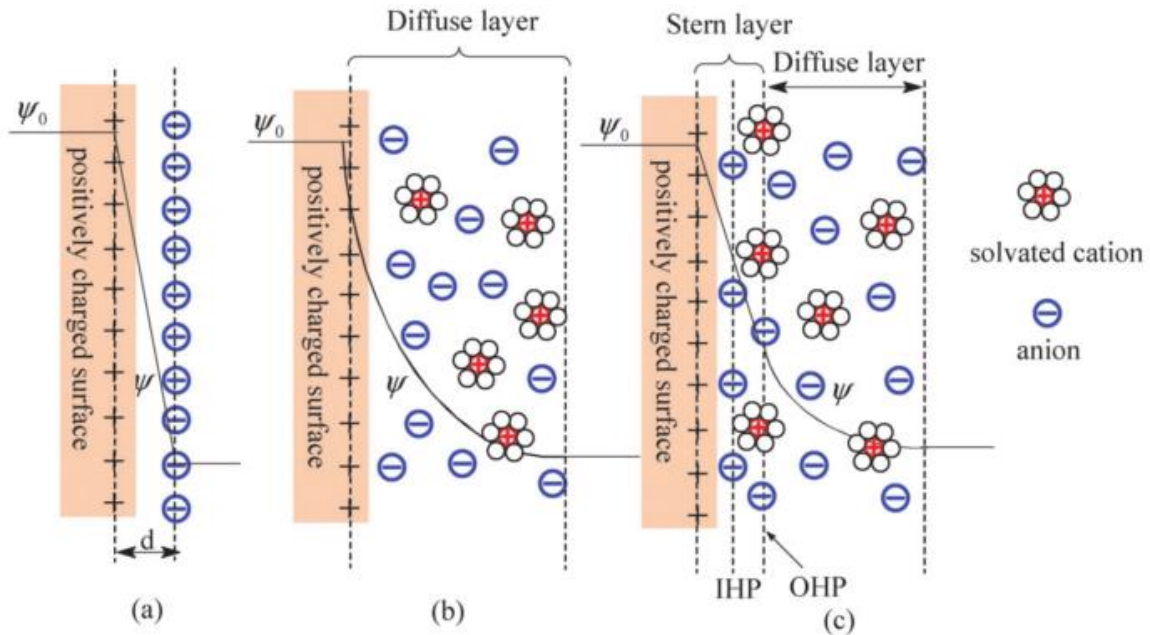 Diffuse layer
Stern layer
Diffuse layer
ψ₀
ψ₀
ψ₀
positively charged surface
positively charged surface
positively charged surface
ψ
ψ
ψ
solvated cation
anion
d
IHP
OHP
(a)
(b)
(c)